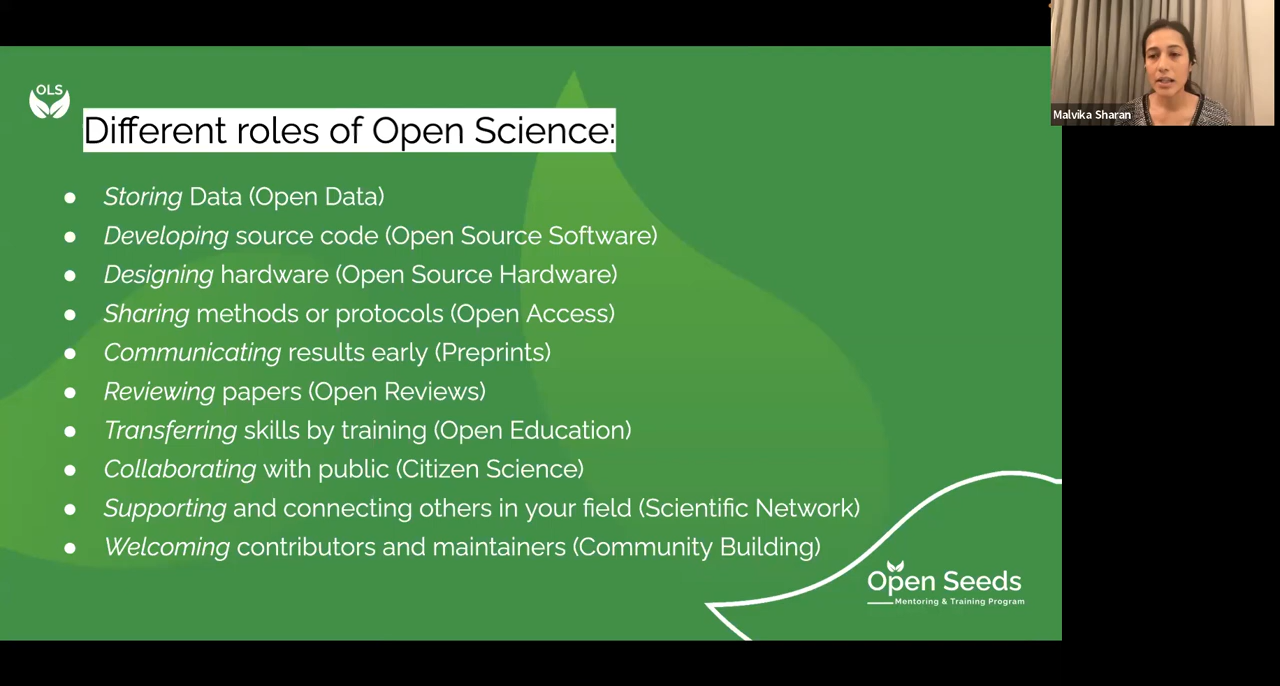 OLS
Different roles of Open Science:
● Storing Data (Open Data)
● Developing source code (Open Source Software)
● Designing hardware (Open Source Hardware)
● Sharing methods or protocols (Open Access)
● Communicating results early (Preprints)
● Reviewing papers (Open Reviews)
● Transferring skills by training (Open Education)
● Collaborating with public (Citizen Science)
● Supporting and connecting others in your field (Scientific Network)
● Welcoming contributors and maintainers (Community Building)
Open Seeds
Mentoring & Training Program
Malvika Sharan